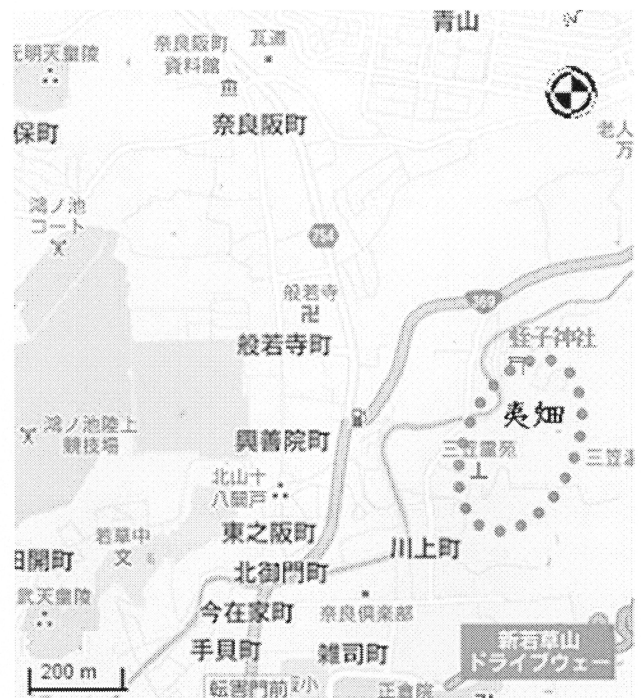 青山
元明天皇陵
奈良阪町
資料館
瓦道
保町
奈良阪町
老人
万
鴻ノ池
コート
754
369
般若寺
卍
般若寺町
蛭子神社
夷畑
鴻ノ池陸上
競技場
興善院町
三笠霊苑
三笠温
北山十
八間戸
若草中
文
東之阪町
川上町
田開町
北御門町
武天皇陵
今在家町
奈良倶楽部
手貝町
雑司町
新若草山
ドライブウェー
200 m
転害門前
小
正倉院